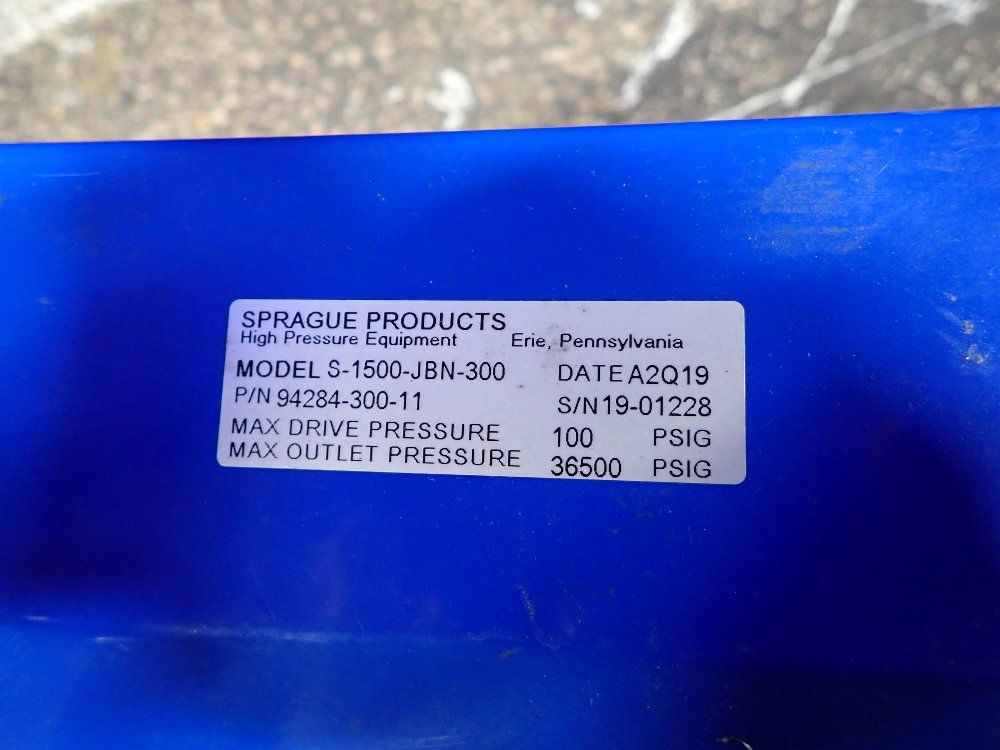 SPRAGUE PRODUCTS
High Pressure Equipment Erie, Pennsylvania
MODEL S-1500-JBN-300 DATE A2Q19
P/N 94284-300-11 S/N 19-01228
MAX DRIVE PRESSURE 100 PSIG
MAX OUTLET PRESSURE 36500 PSIG